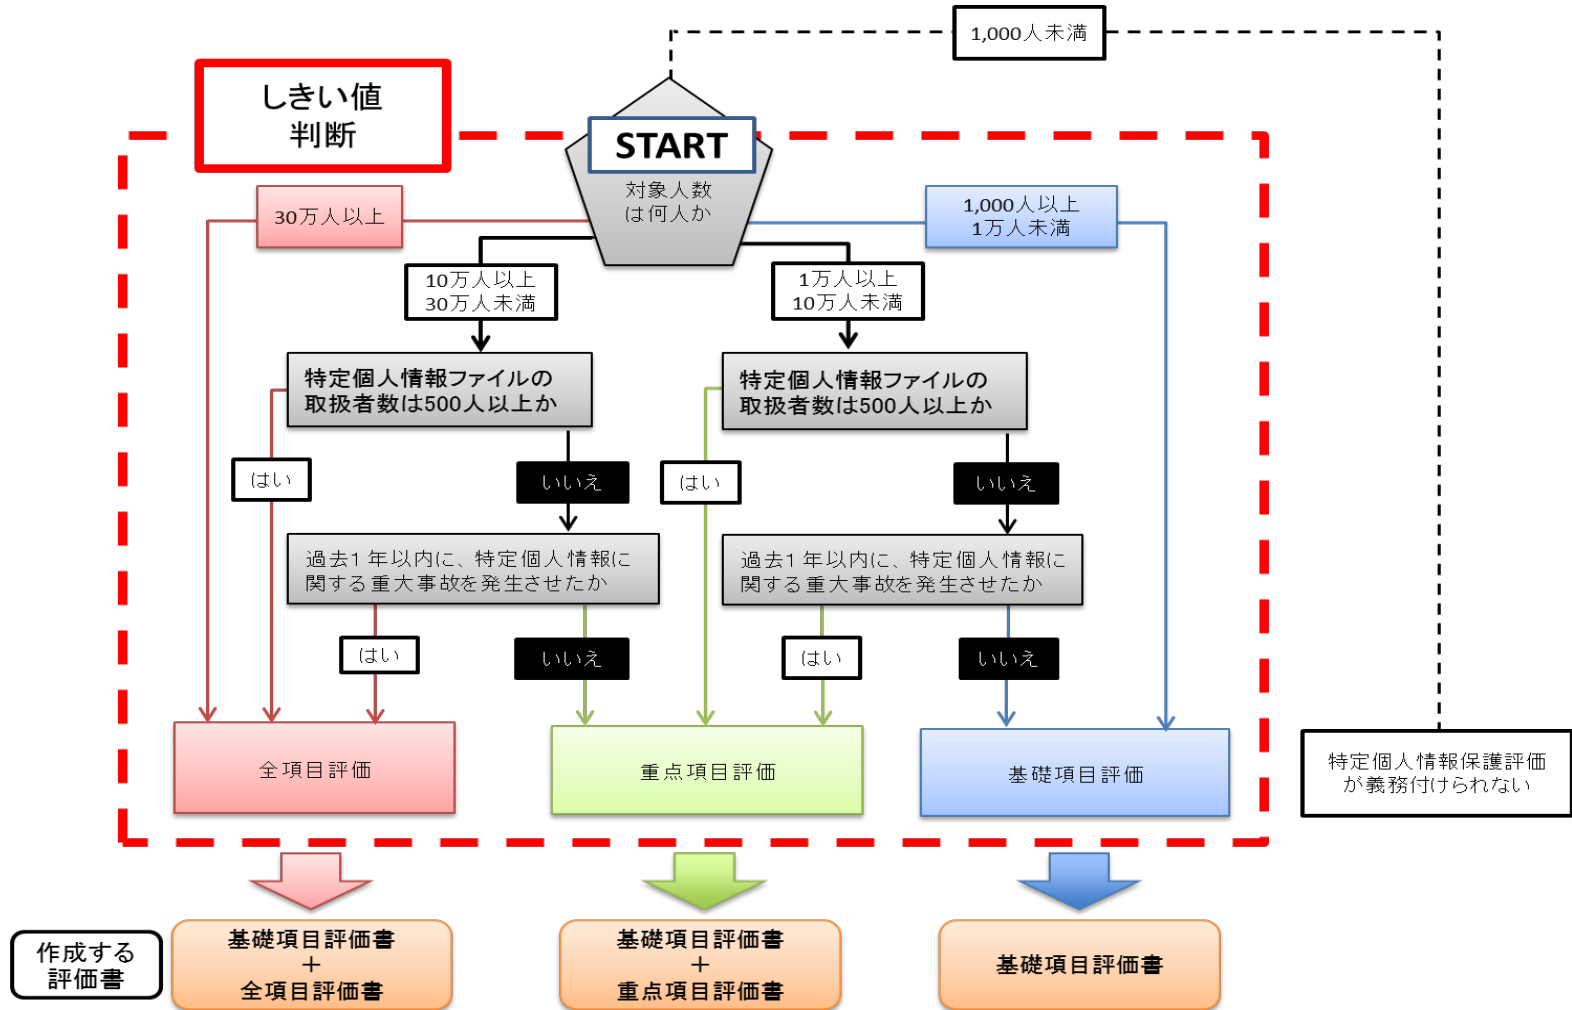 1,000人未満
しきい値
判断
START
対象人数
は何人か
30万人以上
1,000人以上
1万人未満
10万人以上
30万人未満
1万人以上
10万人未満
特定個人情報ファイルの
取扱者数は500人以上か
特定個人情報ファイルの
取扱者数は500人以上か
はい
いいえ
はい
いいえ
過去1年以内に、特定個人情報に
関する重大事故を発生させたか
過去1年以内に、特定個人情報に
関する重大事故を発生させたか
はい
いいえ
はい
いいえ
全項目評価
重点項目評価
基礎項目評価
特定個人情報保護評価
が義務付けられない
作成する
評価書
基礎項目評価書
＋
全項目評価書
基礎項目評価書
＋
重点項目評価書
基礎項目評価書